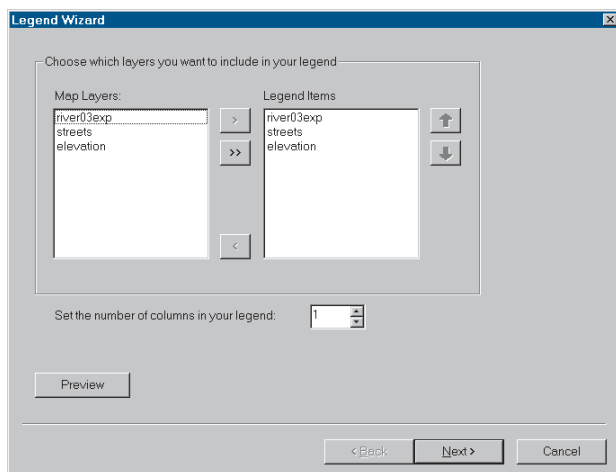 Legend Wizard
Choose which layers you want to include in your legend
Map Layers:
Legend Items
river03exp
streets
elevation
>
>>
<
river03exp
streets
elevation
Set the number of columns in your legend:
1
Preview
< Back
Next >
Cancel